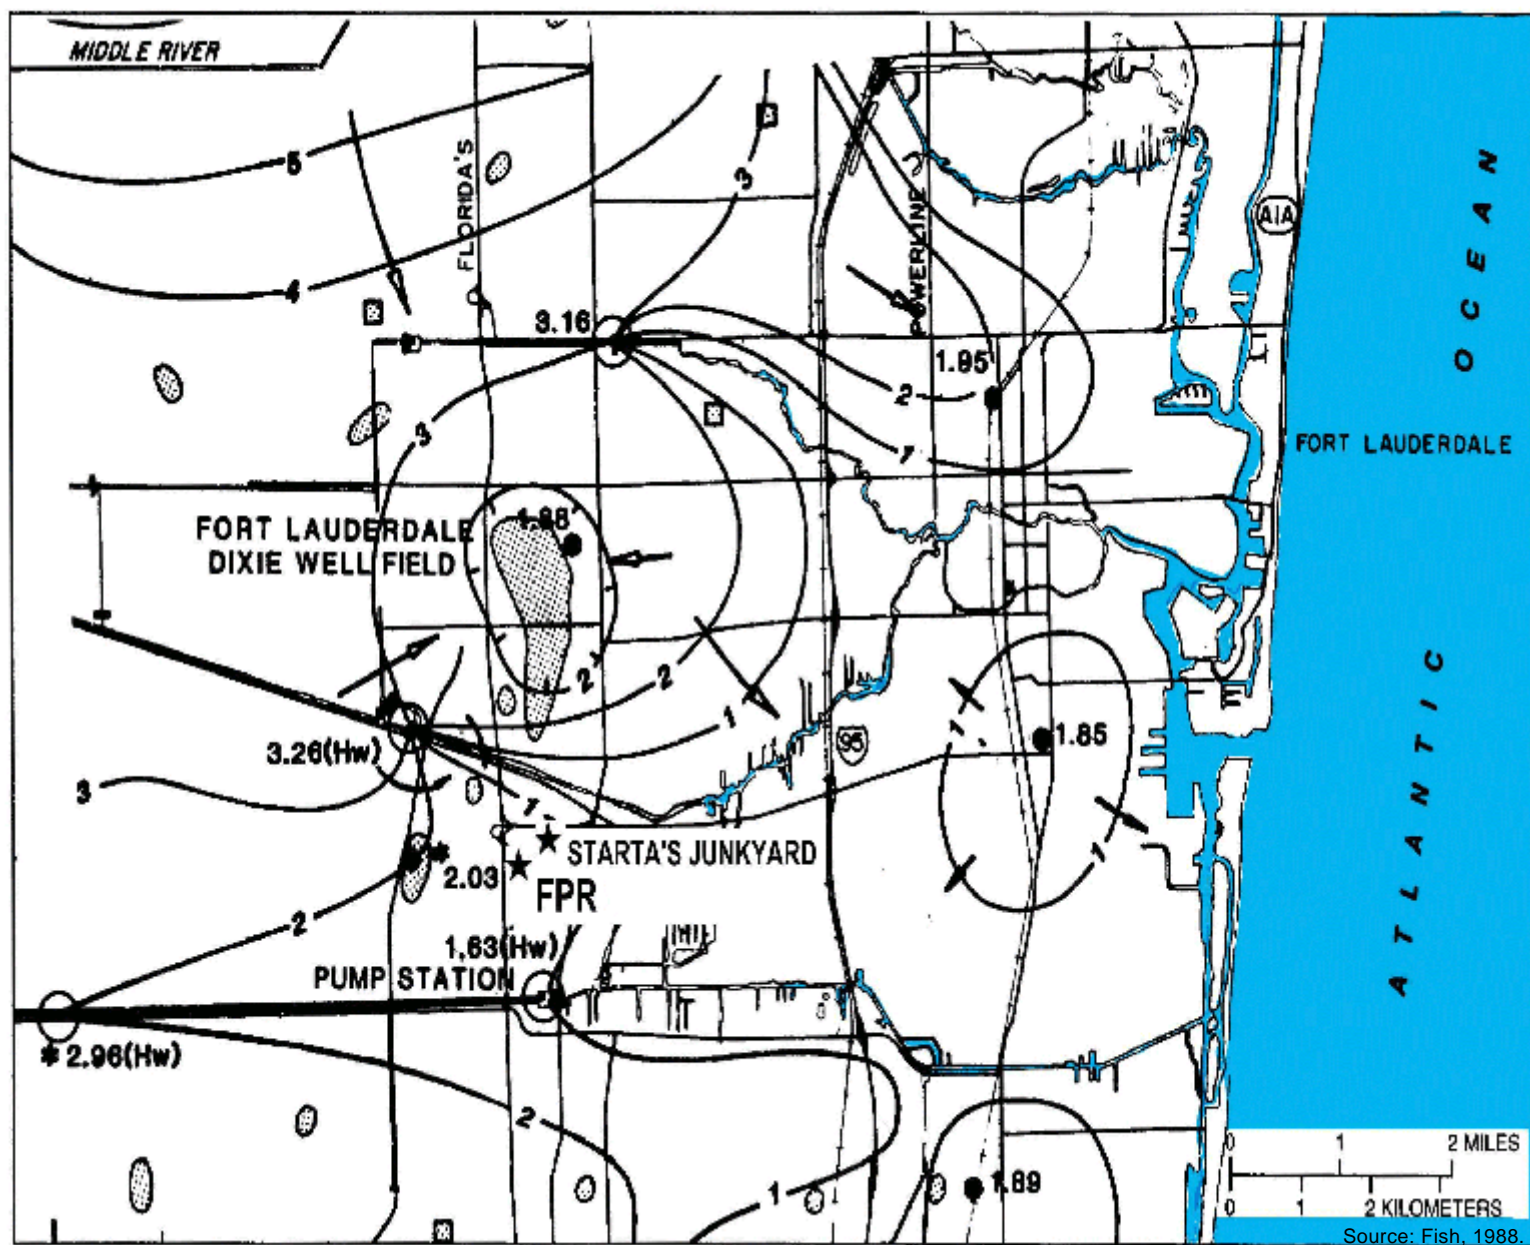 MIDDLE RIVER
5
FLORIDA'S
3
POWERLINE
A1A
OCEAN
4
3.16
1.95
2
3
1
FORT LAUDERDALE
1.88
FORT LAUDERDALE
DIXIE WELL FIELD
2
2
1
3.26(Hw)
95
1
1.85
ATLANTIC
3
1
STARTA'S JUNKYARD
* 2.03
FPR
1
2
1,63(Hw)
PUMP STATION
* 2.96(Hw)
2
1
1.89
0 1 2 MILES
0 1 2 KILOMETERS
Source: Fish, 1988.